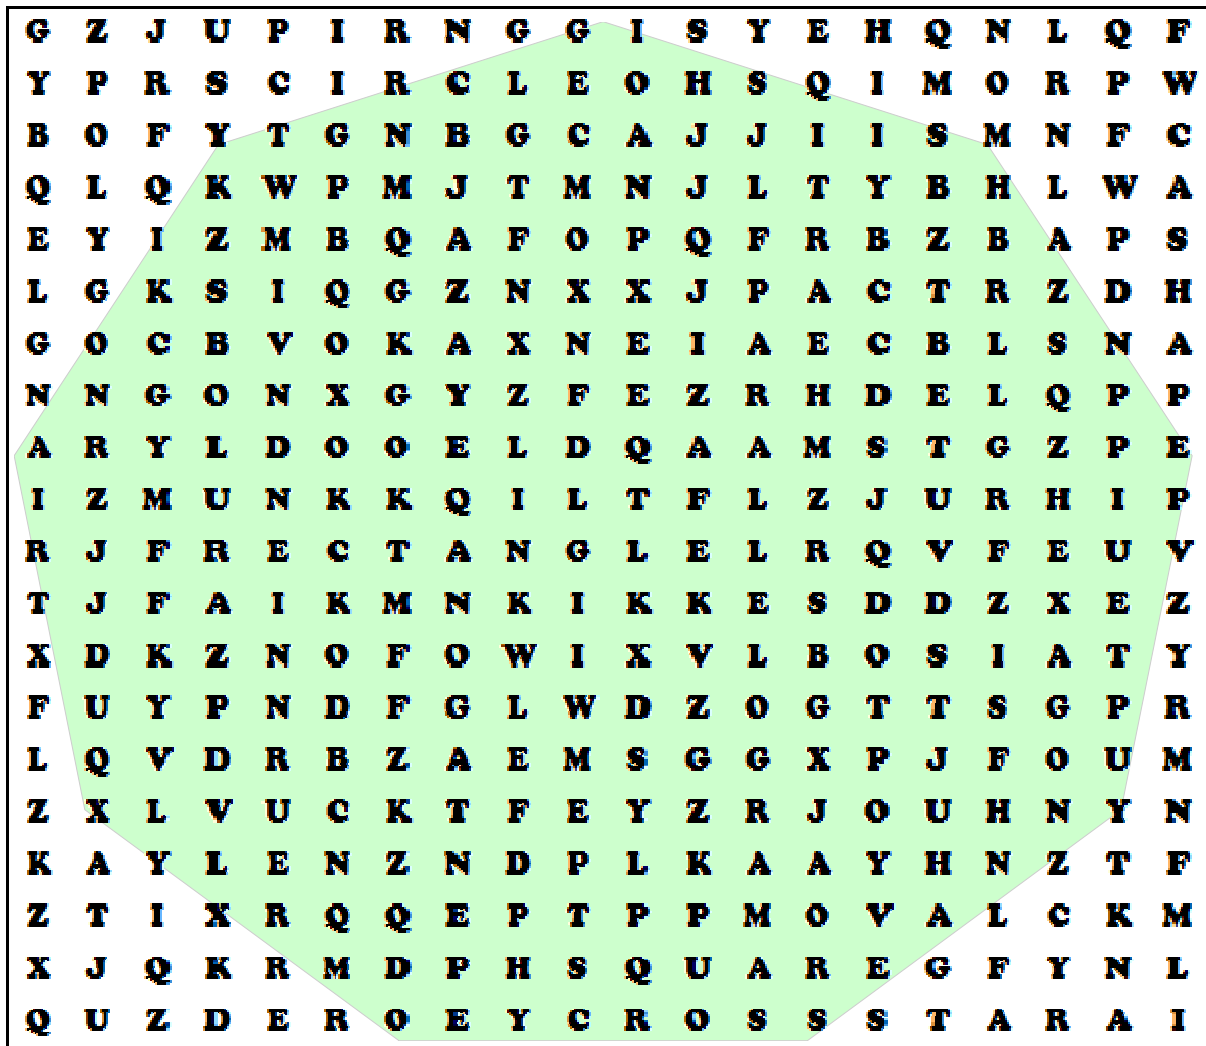 G Z J U P I R N G G I S Y E H Q N L Q F
Y P R S C I R C L E O H S Q I M O R P W
B O F Y T G N B G C A J J I I S M N F C
Q L Q K W P M J T M N J L T Y B H L W A
E Y I Z M B Q A F O P Q F R B Z B A P S
L G K S I Q G Z N X X J P A C T R Z D H
G O C B V O K A X N E I A E C B L S N A
N N G O N X G Y Z F E Z R H D E L Q P P
A R Y L D O O E L D Q A A M S T G Z P E
I Z M U N K K Q I L T F L Z J U R H I P
R J F R E C T A N G L E L R Q V F E U V
T J F A I K M N K I K K E S D D Z X E Z
X D K Z N O F O W I X V L B O S I A T Y
F U Y P N D F G L W D Z O G T T S G P R
L Q V D R B Z A E M S G G X P J F O U M
Z X L V U C K T F E Y Z R J O U H N Y N
K A Y L E N Z N D P L K A A Y H N Z T F
Z T I X R Q Q E P T P P M O V A L C K M
X J Q K R M D P H S Q U A R E G F Y N L
Q U Z D E R O E Y C R O S S S T A R A I